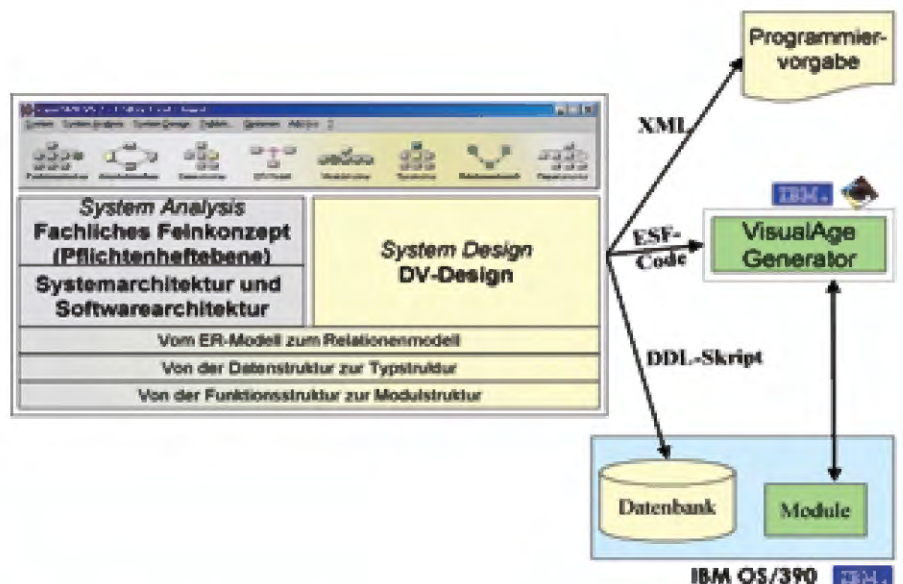 Programmier-
vorgabe
XML
System Analysis
Fachliches Feinkonzept
(Pflichtenheftebene)
Systemarchitektur und
Softwarearchitektur
System Design
DV-Design
Vom ER-Modell zum Relationenmodell
Von der Datenstruktur zur Typstruktur
Von der Funktionsstruktur zur Modulstruktur
IBM
ESF-
Code
VisualAge
Generator
DDL-Skript
Datenbank
Module
IBM OS/390
IBM